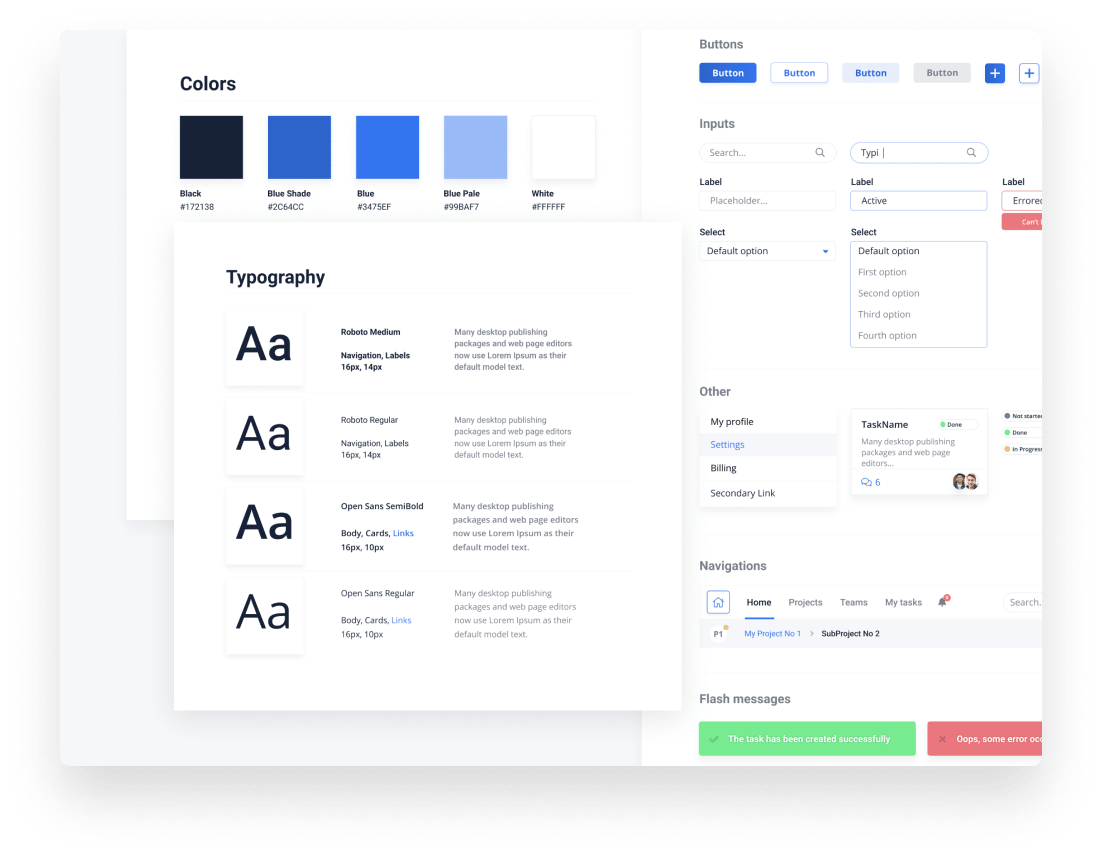 Colors
Black
#172138
Blue Shade
#2C64CC
Blue
#3475EF
Blue Pale
#99BAF7
White
#FFFFFF
Typography
Aa
Roboto Medium
Navigation, Labels
16px, 14px
Many desktop publishing
packages and web page editors
now use Lorem Ipsum as their
default model text.
Aa
Roboto Regular
Navigation, Labels
16px, 14px
Many desktop publishing
packages and web page editors
now use Lorem Ipsum as their
default model text.
Aa
Open Sans SemiBold
Body, Cards, Links
16px, 10px
Many desktop publishing
packages and web page editors
now use Lorem Ipsum as their
default model text.
Aa
Open Sans Regular
Body, Cards, Links
16px, 10px
Many desktop publishing
packages and web page editors
now use Lorem Ipsum as their
default model text.
Buttons
Button
Button
Button
Button
Inputs
Search...
Typi
Label
Placeholder...
Label
Active
Label
Errored
Can't
Select
Default option
Select
Default option
First option
Second option
Third option
Fourth option
Other
My profile
Settings
Billing
Secondary Link
TaskName
Done
Many desktop publishing
packages and web page
editors...
6
Not started
Done
In Progres
Navigations
Home
Projects
Teams
My tasks
Search.
P1
My Project No 1 > SubProject No 2
Flash messages
The task has been created successfully
Oops, some error occ